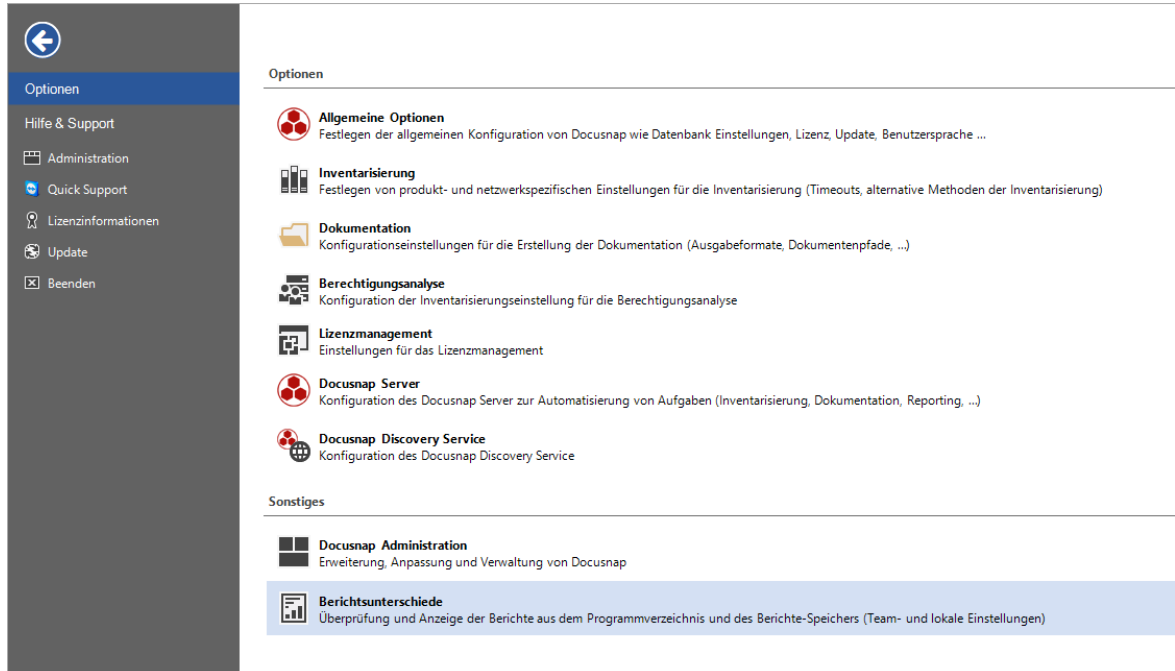 Optionen
Hilfe & Support
Administration
Quick Support
Lizenzinformationen
Update
Beenden
Optionen
Allgemeine Optionen
Festlegen der allgemeinen Konfiguration von Docusnap wie Datenbank Einstellungen, Lizenz, Update, Benutzersprache ...
Inventarisierung
Festlegen von produkt- und netzwerkspezifischen Einstellungen für die Inventarisierung (Timeouts, alternative Methoden der Inventarisierung)
Dokumentation
Konfigurationseinstellungen für die Erstellung der Dokumentation (Ausgabeformate, Dokumentenpfade, ...)
Berechtigungsanalyse
Konfiguration der Inventarisierungseinstellung für die Berechtigungsanalyse
Lizenzmanagement
Einstellungen für das Lizenzmanagement
Docusnap Server
Konfiguration des Docusnap Server zur Automatisierung von Aufgaben (Inventarisierung, Dokumentation, Reporting, ...)
Docusnap Discovery Service
Konfiguration des Docusnap Discovery Service
Sonstiges
Docusnap Administration
Erweiterung, Anpassung und Verwaltung von Docusnap
Berichtsunterschiede
Überprüfung und Anzeige der Berichte aus dem Programmverzeichnis und des Berichte-Speichers (Team- und lokale Einstellungen)